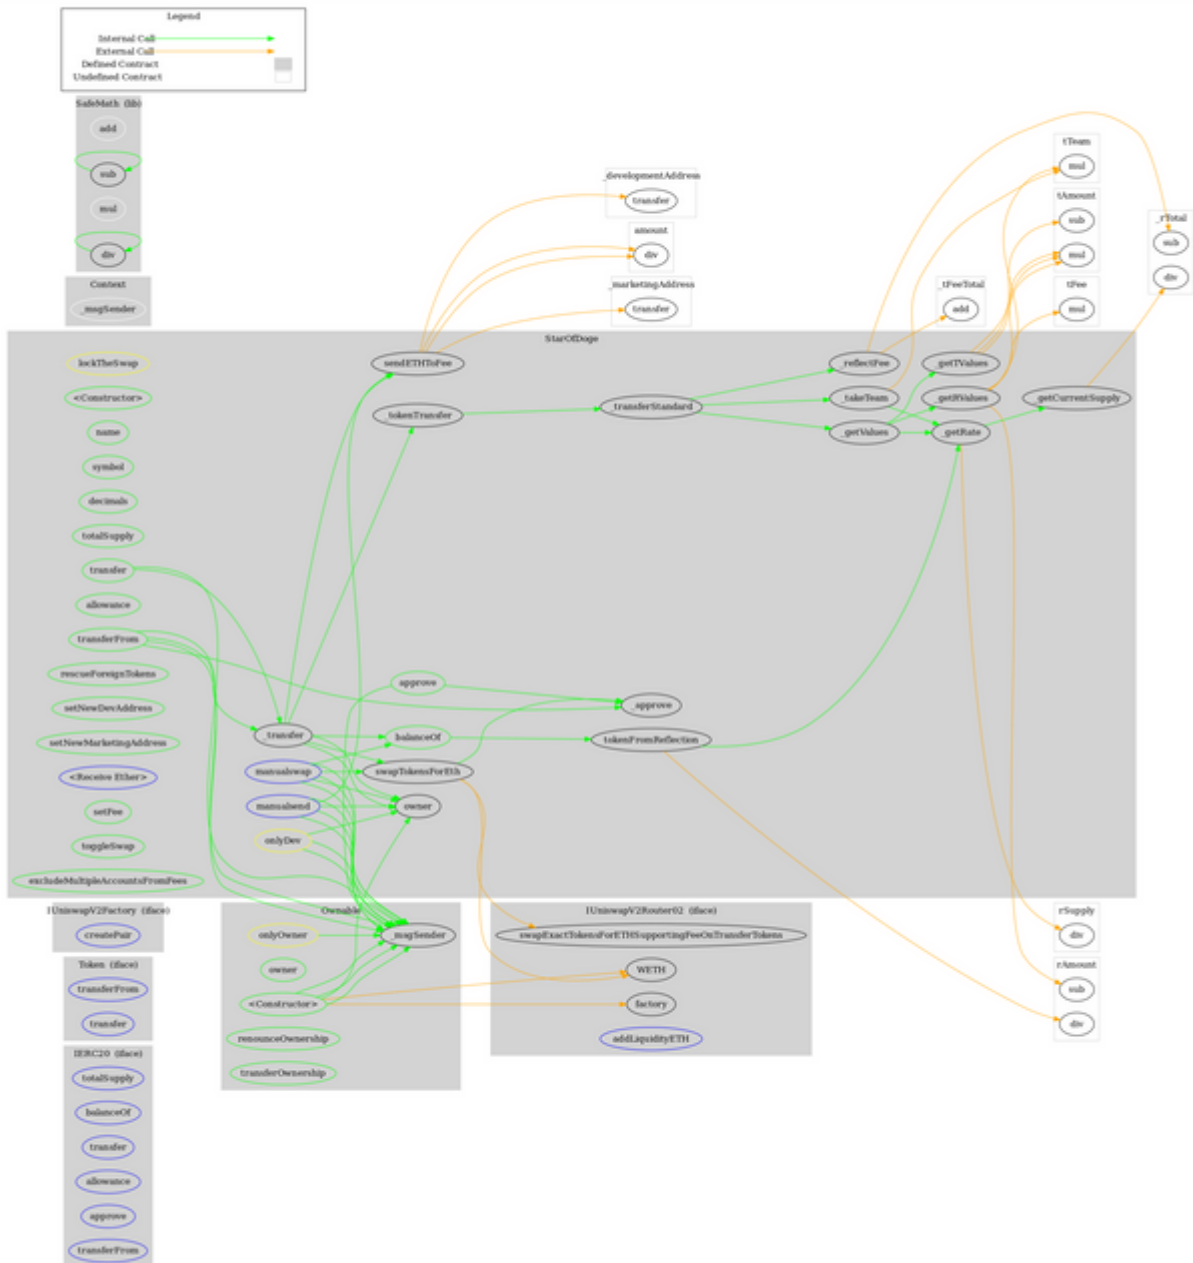 Legend
Internal Call
External Call
Defined Contract
Undefined Contract
SafeMath (lib)
add
sub
mul
div
Context
_msgSender
_developmentAddress
transfer
amount
div
_marketingAddress
transfer
tTeam
mul
tAmount
sub
mul
tFee
mul
_tFeeTotal
add
_rTotal
sub
div
StarOfDoge
lockTheSwap
<Constructor>
name
symbol
decimals
totalSupply
transfer
allowance
transferFrom
rescueForeignTokens
setNewDevAddress
setNewMarketingAddress
<Receive Ether>
setFee
toggleSwap
excludeMultipleAccountsFromFees
_transfer
manualswap
manualsend
onlyDev
sendETHToFee
_tokenTransfer
approve
balanceOf
swapTokensForEth
owner
_transferStandard
_approve
tokenFromReflection
_reflectFee
_takeTeam
_getValues
_getTValues
_getRValues
_getRate
_getCurrentSupply
IUniswapV2Factory (iface)
createPair
Token (iface)
transferFrom
transfer
IERC20 (iface)
totalSupply
balanceOf
transfer
allowance
approve
transferFrom
Ownable
onlyOwner
owner
<Constructor>
renounceOwnership
transferOwnership
_msgSender
IUniswapV2Router02 (iface)
swapExactTokensForETHSupportingFeeOnTransferTokens
WETH
factory
addLiquidityETH
rSupply
div
rAmount
sub
div